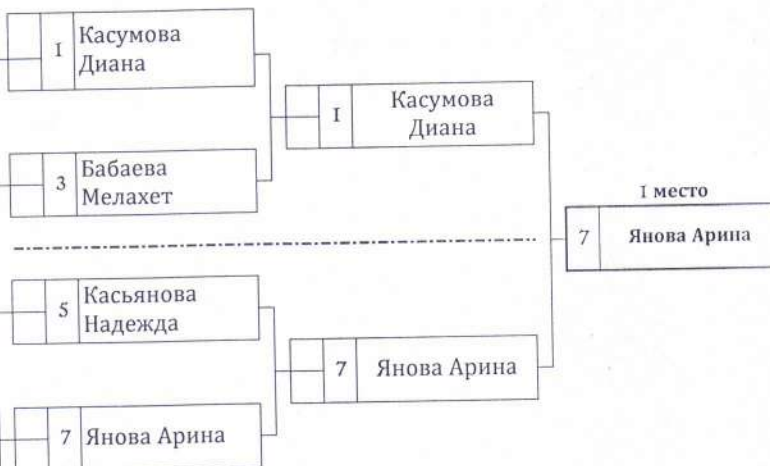 I Касумова
Диана
I Касумова
Диана
3 Бабаева
Мелахет
I место
7 Янова Арина
5 Касьянова
Надежда
7 Янова Арина
7 Янова Арина